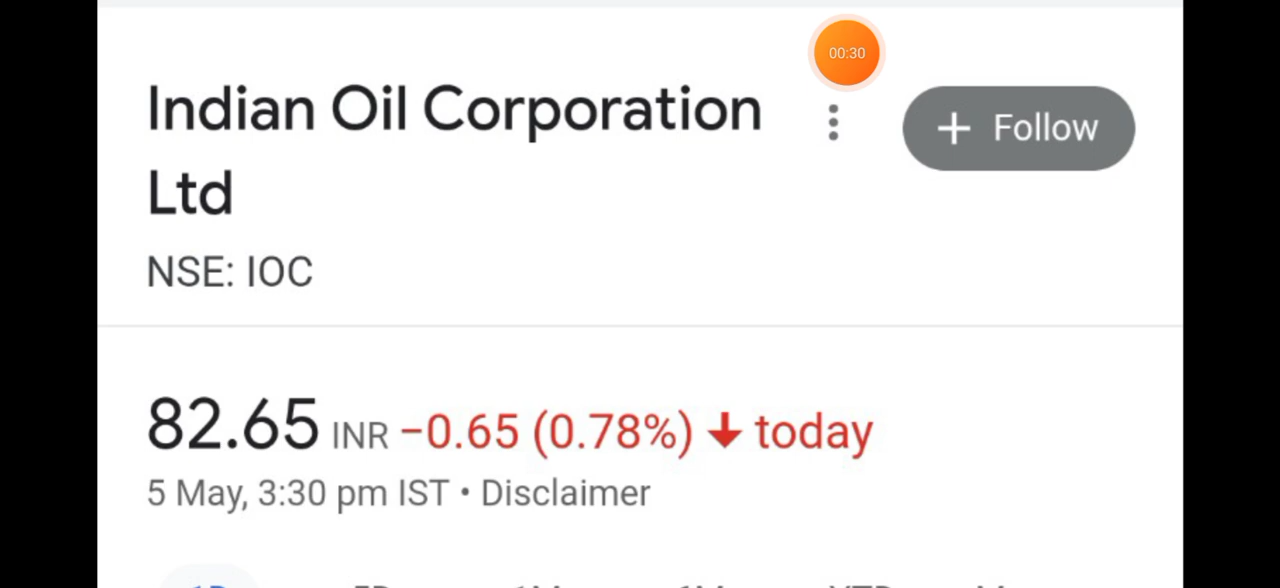 00:30
Indian Oil Corporation
Ltd
+ Follow
NSE: IOC
82.65 INR −0.65 (0.78%) ↓ today
5 May, 3:30 pm IST • Disclaimer